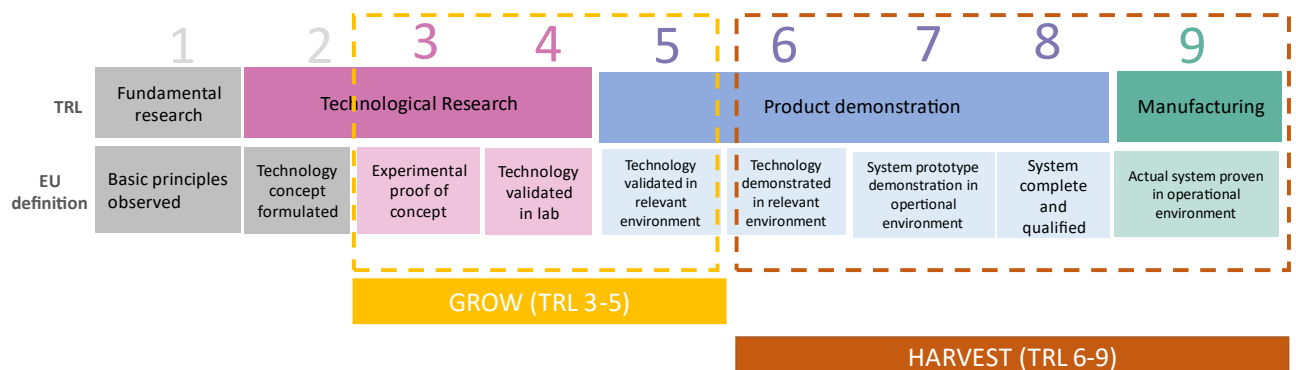 1 2 3 4 5 6 7 8 9
TRL
Fundamental
research
Technological Research
Product demonstration
Manufacturing
EU
definition
Basic principles
observed
Technology
concept
formulated
Experimental
proof of
concept
Technology
validated
in lab
Technology
validated in
relevant
environment
Technology
demonstrated
in relevant
environment
System prototype
demonstration in
opertional
environment
System
complete
and
qualified
Actual system proven
in operational
environment
GROW (TRL 3-5)
HARVEST (TRL 6-9)